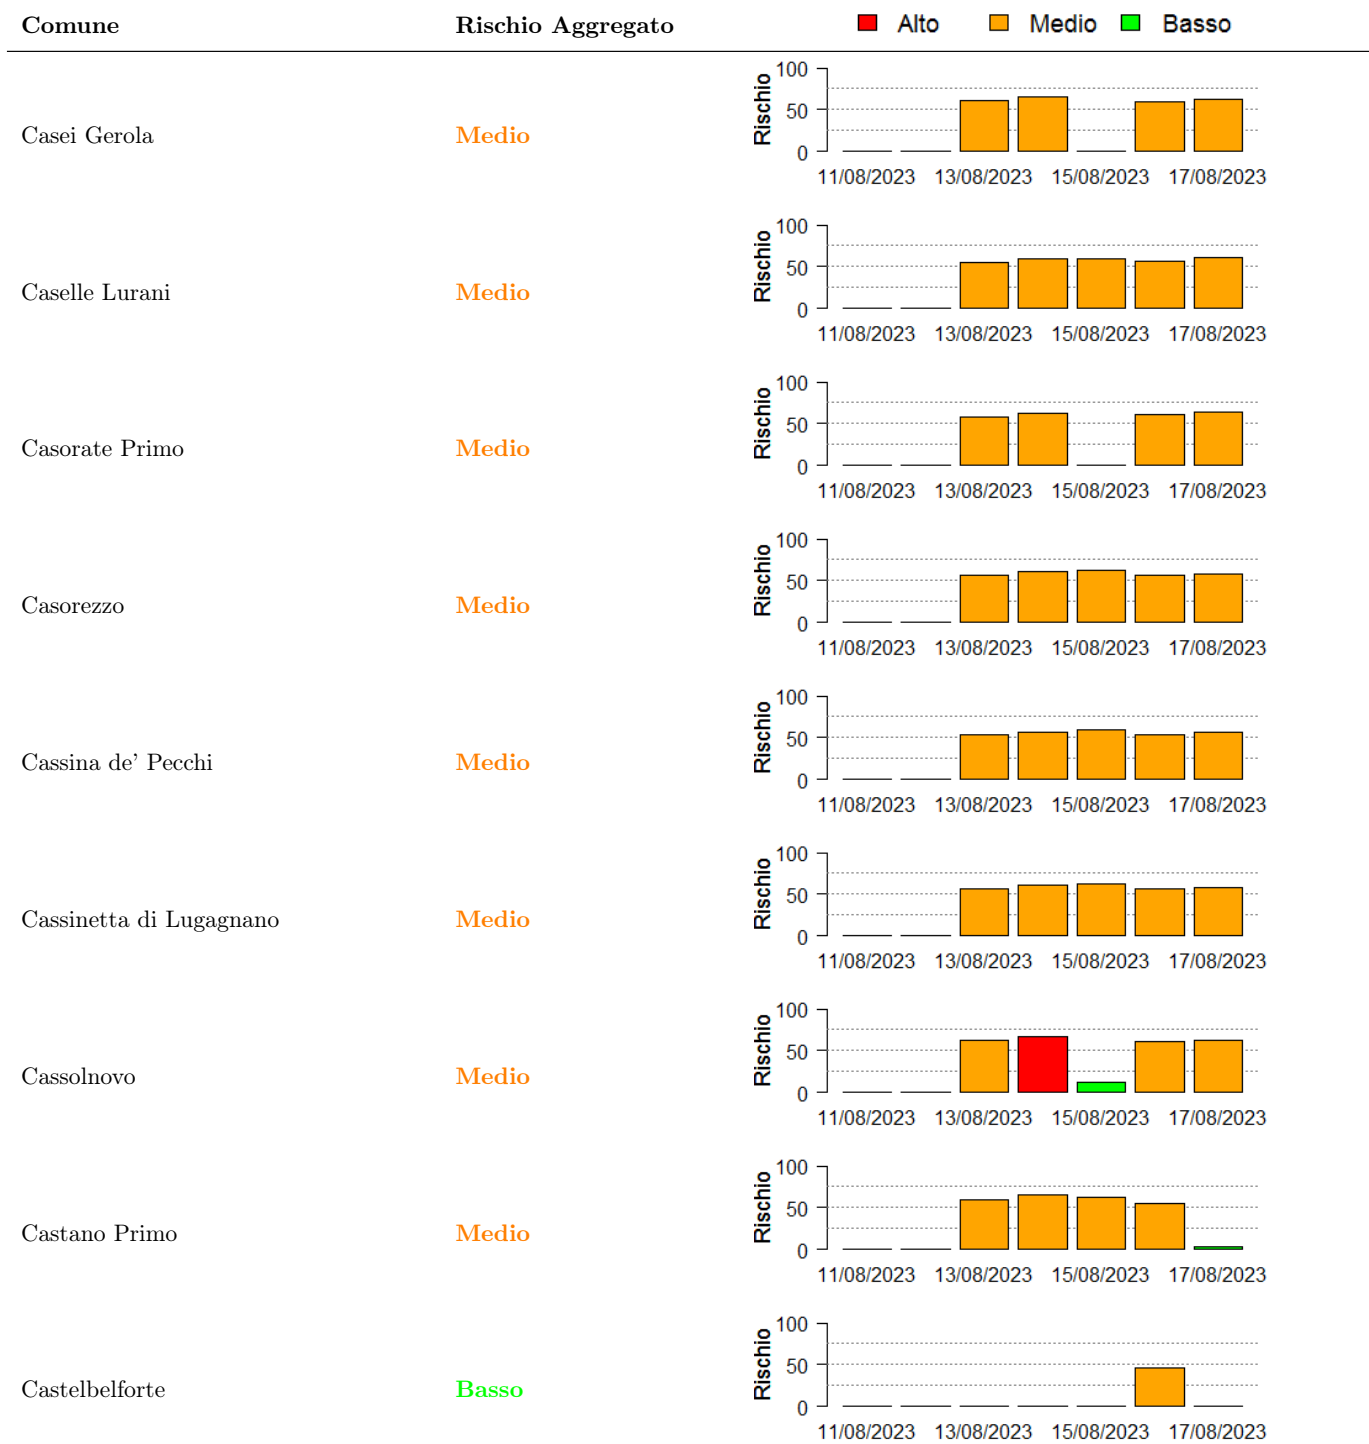 Comune Rischio Aggregato Alto Medio Basso
Casei Gerola Medio
Rischio
100
50
0
11/08/2023 13/08/2023 15/08/2023 17/08/2023
Caselle Lurani Medio
Rischio
100
50
0
11/08/2023 13/08/2023 15/08/2023 17/08/2023
Casorate Primo Medio
Rischio
100
50
0
11/08/2023 13/08/2023 15/08/2023 17/08/2023
Casorezzo Medio
Rischio
100
50
0
11/08/2023 13/08/2023 15/08/2023 17/08/2023
Cassina de’ Pecchi Medio
Rischio
100
50
0
11/08/2023 13/08/2023 15/08/2023 17/08/2023
Cassinetta di Lugagnano Medio
Rischio
100
50
0
11/08/2023 13/08/2023 15/08/2023 17/08/2023
Cassolnovo Medio
Rischio
100
50
0
11/08/2023 13/08/2023 15/08/2023 17/08/2023
Castano Primo Medio
Rischio
100
50
0
11/08/2023 13/08/2023 15/08/2023 17/08/2023
Castelbelforte Basso
Rischio
100
50
0
11/08/2023 13/08/2023 15/08/2023 17/08/2023